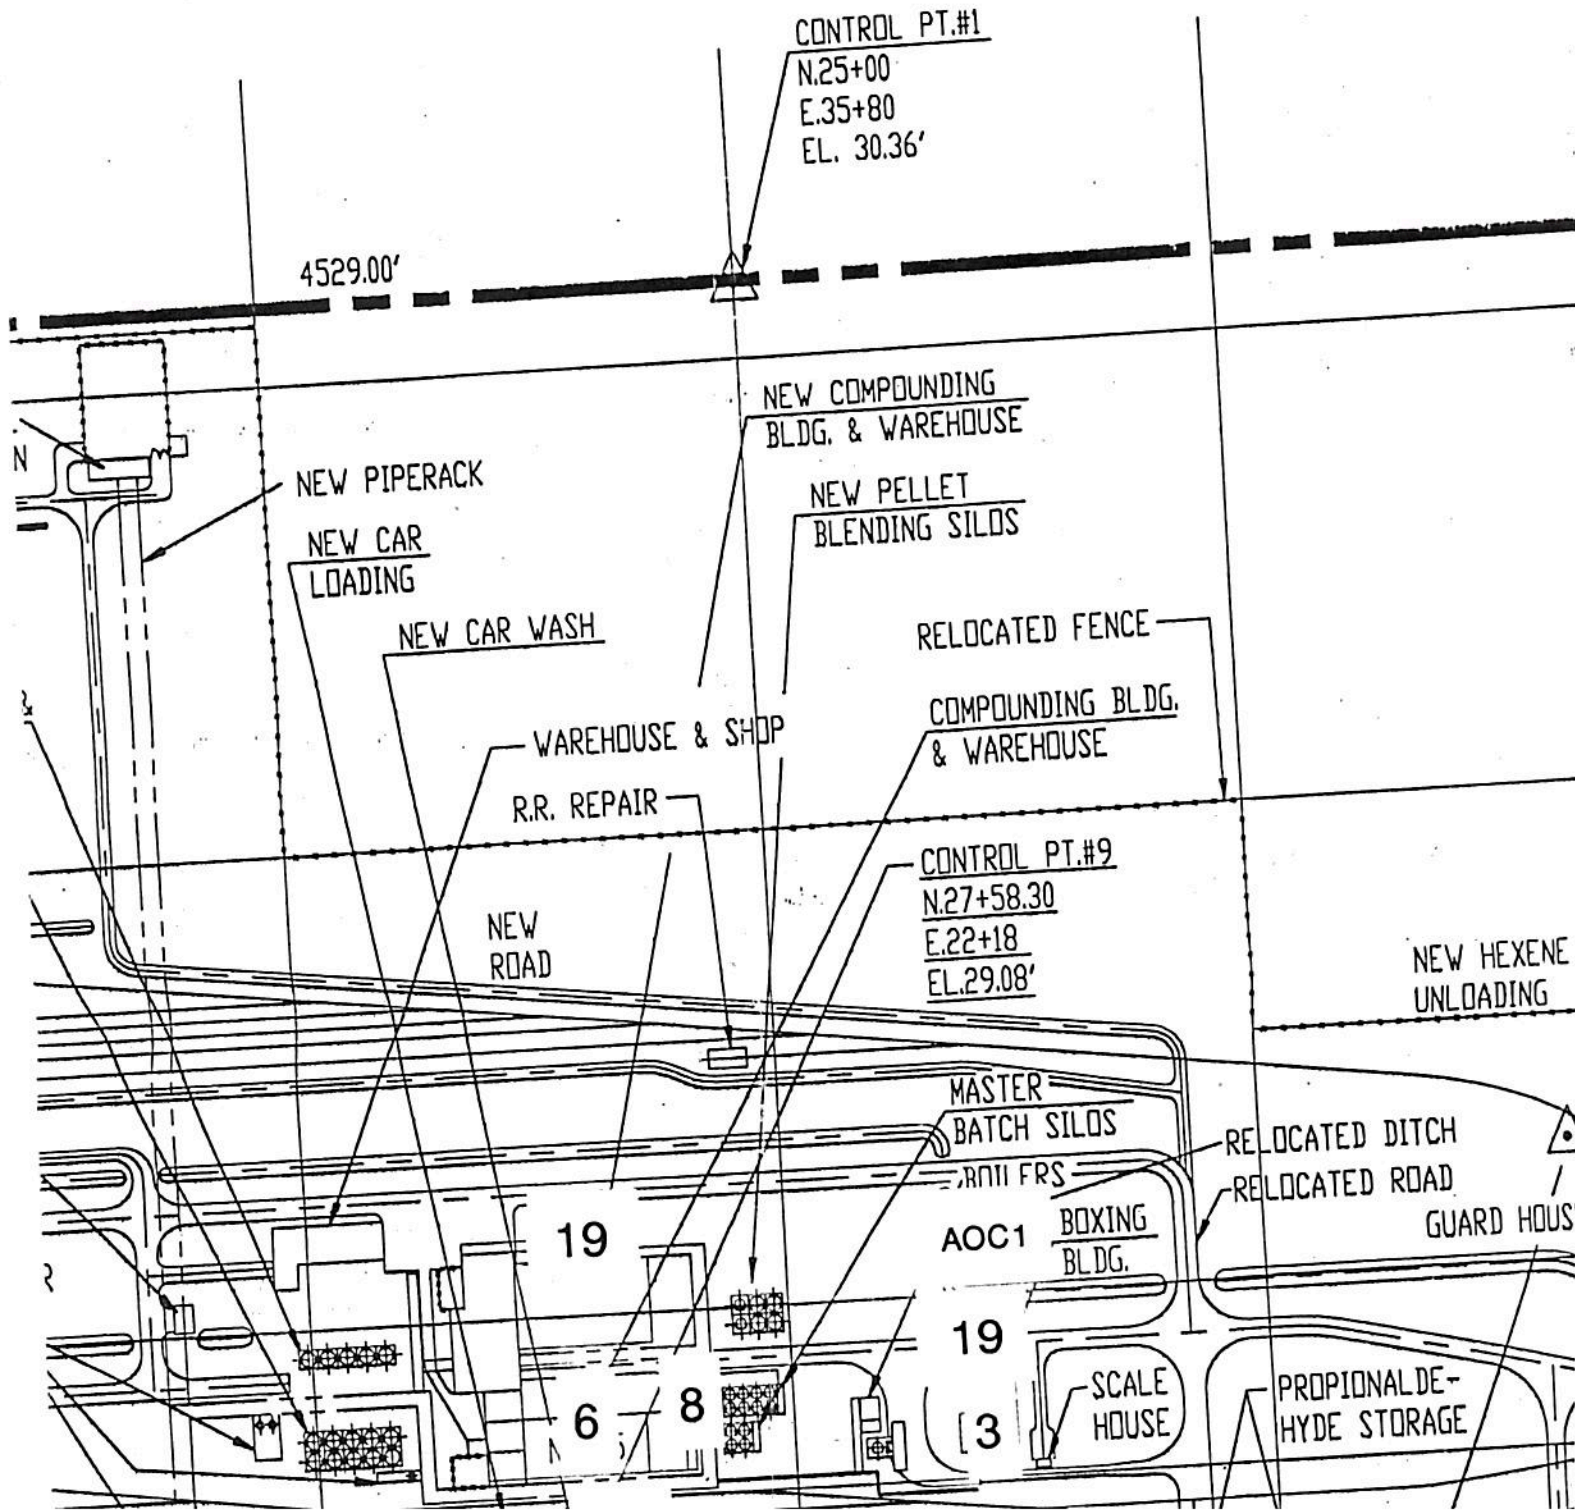 CONTROL PT.#1
N.25+00
E.35+80
EL. 30.36'
4529.00'
NEW COMPOUNDING
BLDG. & WAREHOUSE
N
NEW PIPERACK
NEW PELLET
BLENDING SILOS
NEW CAR
LOADING
NEW CAR WASH
RELOCATED FENCE
&
WAREHOUSE & SHOP
COMPOUNDING BLDG.
& WAREHOUSE
R.R. REPAIR
CONTROL PT.#9
N.27+58.30
E.22+18
EL.29.08'
NEW
ROAD
NEW HEXENE
UNLOADING
MASTER
BATCH SILOS
RELOCATED DITCH
BOILERS
RELOCATED ROAD
GUARD HOUS
19
AOC1
BOXING
BLDG.
R
19
SCALE
HOUSE
PROPIONALDE-
HYDE STORAGE
6
8
3